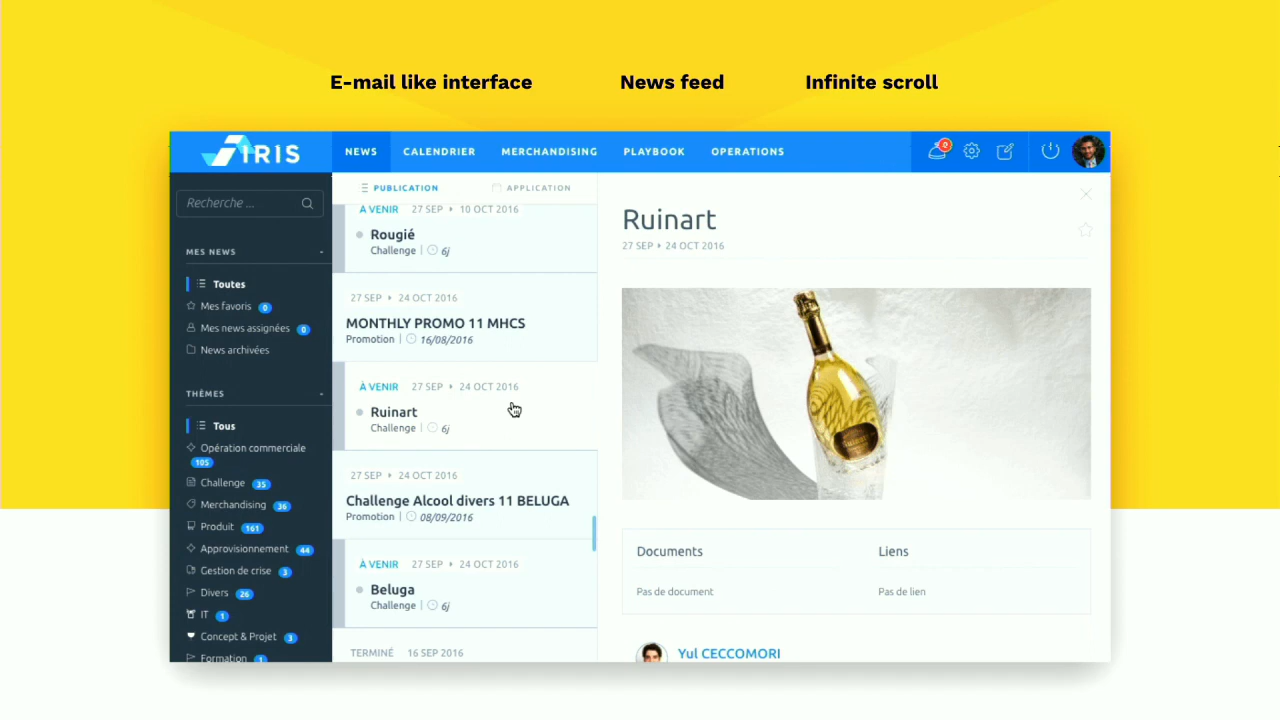 E-mail like interface
News feed
Infinite scroll
IRIS
NEWS
CALENDRIER
MERCHANDISING
PLAYBOOK
OPERATIONS
Recherche ...
MES NEWS
Toutes
Mes favoris 0
Mes news assignées 0
News archivées
THÈMES
Tous
Opération commerciale
105
Challenge 35
Merchandising 36
Produit 161
Approvisionnement 44
Gestion de crise 3
Divers 26
IT 1
Concept & Projet 3
Formation 1
PUBLICATION
APPLICATION
À VENIR 27 SEP 10 OCT 2016
Rougié
Challenge | 6j
27 SEP 24 OCT 2016
MONTHLY PROMO 11 MHCS
Promotion | 16/08/2016
À VENIR 27 SEP 24 OCT 2016
Ruinart
Challenge | 6j
27 SEP 24 OCT 2016
Challenge Alcool divers 11 BELUGA
Promotion | 08/09/2016
À VENIR 27 SEP 24 OCT 2016
Beluga
Challenge | 6j
TERMINÉ 16 SEP 2016
Ruinart
27 SEP 24 OCT 2016
Ruinart
Documents
Pas de document
Liens
Pas de lien
Yul CECCOMORI